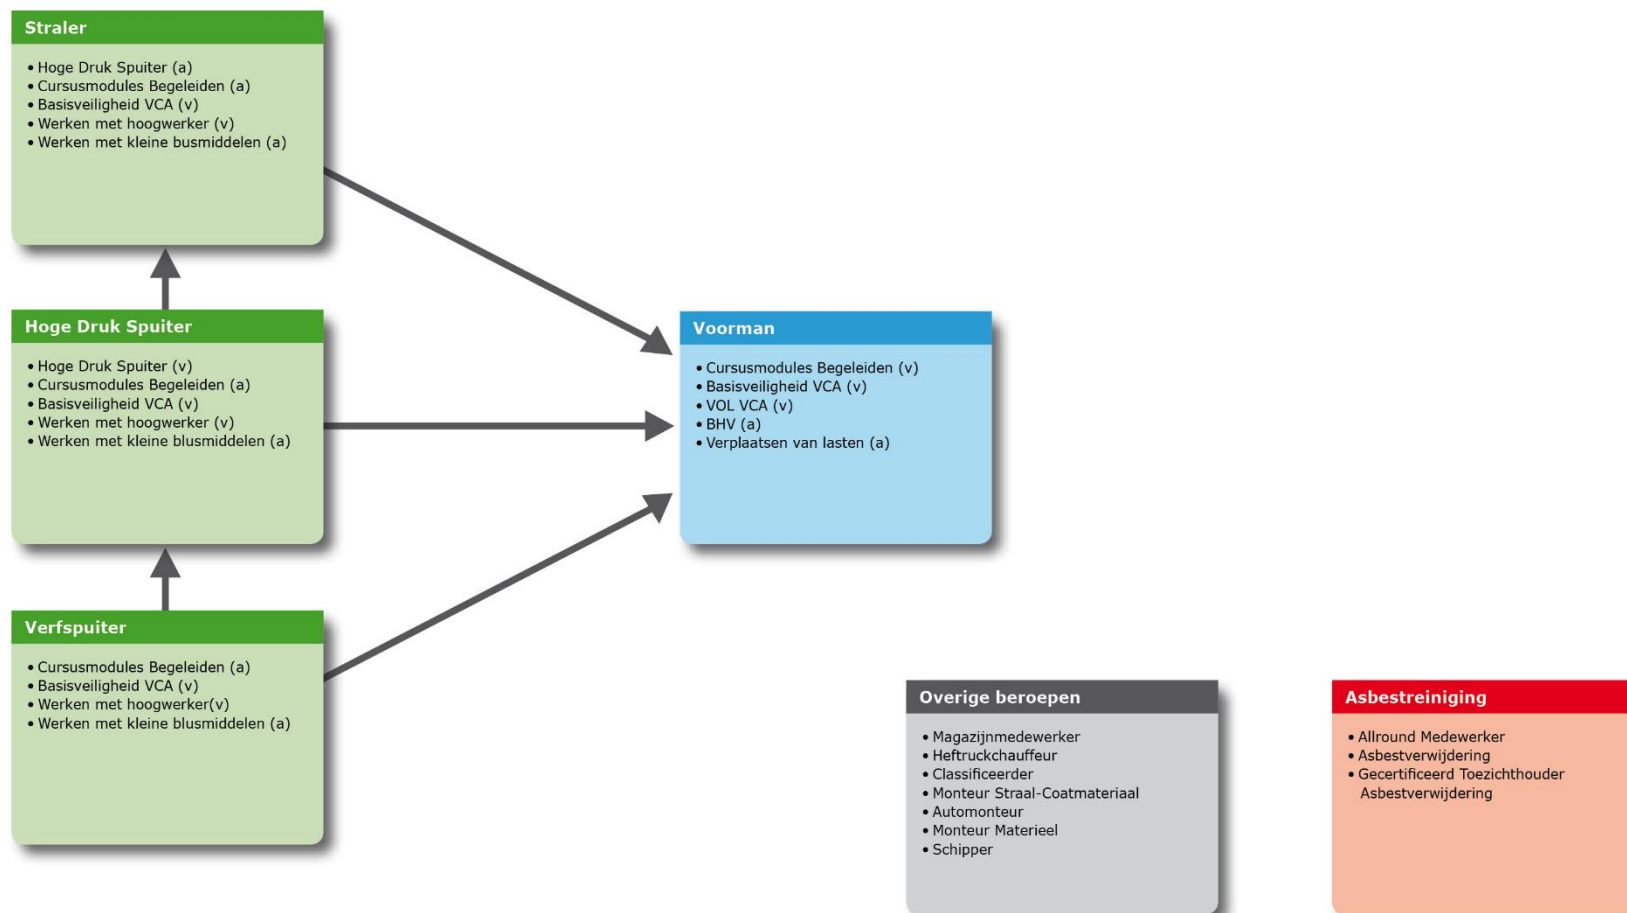 Straler
• Hoge Druk Spuiter (a)
• Cursusmodules Begeleiden (a)
• Basisveiligheid VCA (v)
• Werken met hoogwerker (v)
• Werken met kleine busmiddelen (a)
Hoge Druk Spuiter
• Hoge Druk Spuiter (v)
• Cursusmodules Begeleiden (a)
• Basisveiligheid VCA (v)
• Werken met hoogwerker (v)
• Werken met kleine blusmiddelen (a)
Voorman
• Cursusmodules Begeleiden (v)
• Basisveiligheid VCA (v)
• VOL VCA (v)
• BHV (a)
• Verplaatsen van lasten (a)
Verfspuiter
• Cursusmodules Begeleiden (a)
• Basisveiligheid VCA (v)
• Werken met hoogwerker(v)
• Werken met kleine blusmiddelen (a)
Overige beroepen
• Magazijnmedewerker
• Heftruckchauffeur
• Classificeerder
• Monteur Straal-Coatmateriaal
• Automonteur
• Monteur Materieel
• Schipper
Asbestreiniging
• Allround Medewerker
• Asbestverwijdering
• Gecertificeerd Toezichthouder
Asbestverwijdering